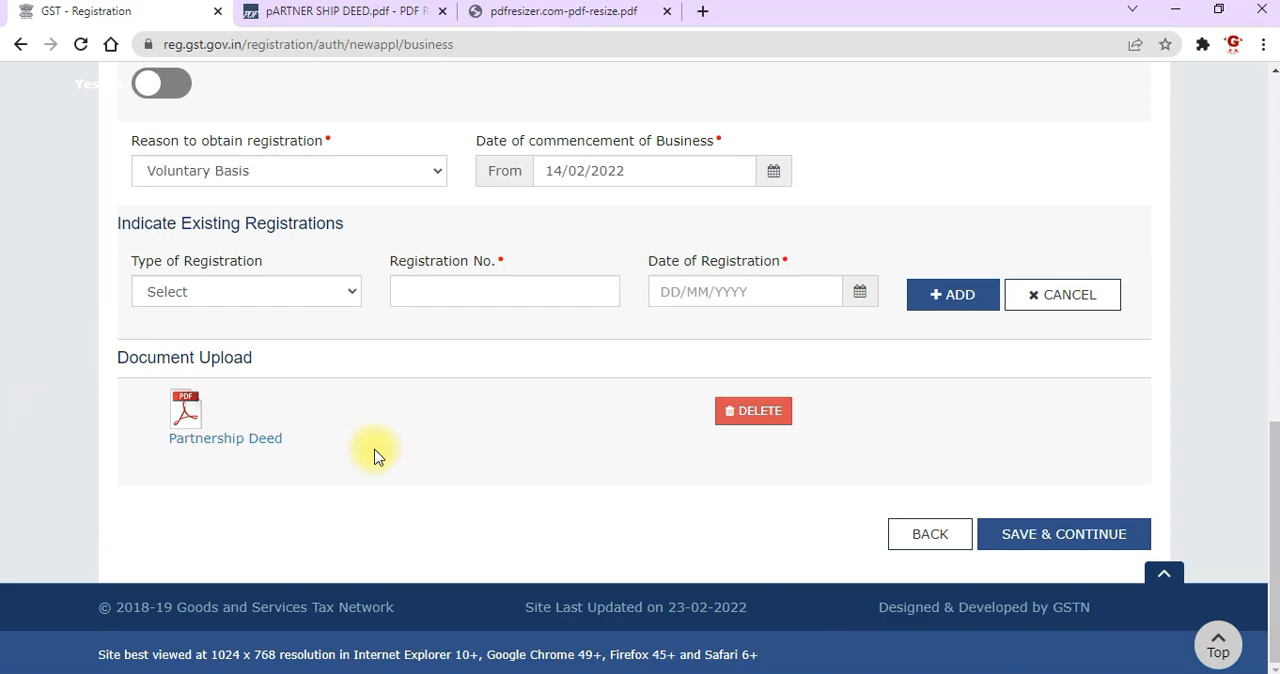 GST - Registration
pARTNER SHIP DEED.pdf - PDF R
pdfresizer.com-pdf-resize.pdf
reg.gst.gov.in/registration/auth/newappl/business
Reason to obtain registration*
Date of commencement of Business*
Voluntary Basis
From
14/02/2022
Indicate Existing Registrations
Type of Registration
Registration No.*
Date of Registration*
Select
DD/MM/YYYY
ADD
CANCEL
Document Upload
PDF
DELETE
Partnership Deed
BACK
SAVE & CONTINUE
© 2018-19 Goods and Services Tax Network
Site Last Updated on 23-02-2022
Designed & Developed by GSTN
Site best viewed at 1024 x 768 resolution in Internet Explorer 10+, Google Chrome 49+, Firefox 45+ and Safari 6+
Top